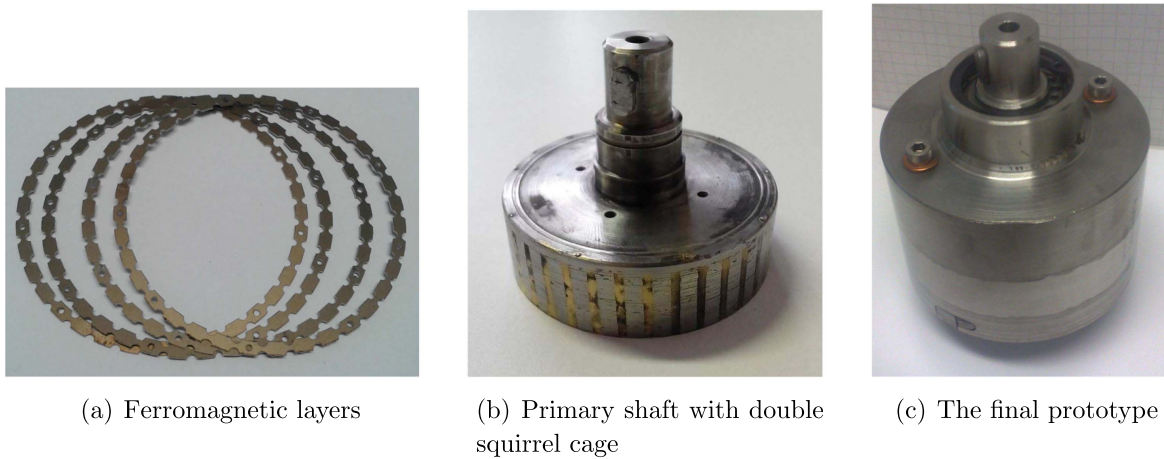 (a) Ferromagnetic layers
(b) Primary shaft with double
squirrel cage
(c) The final prototype